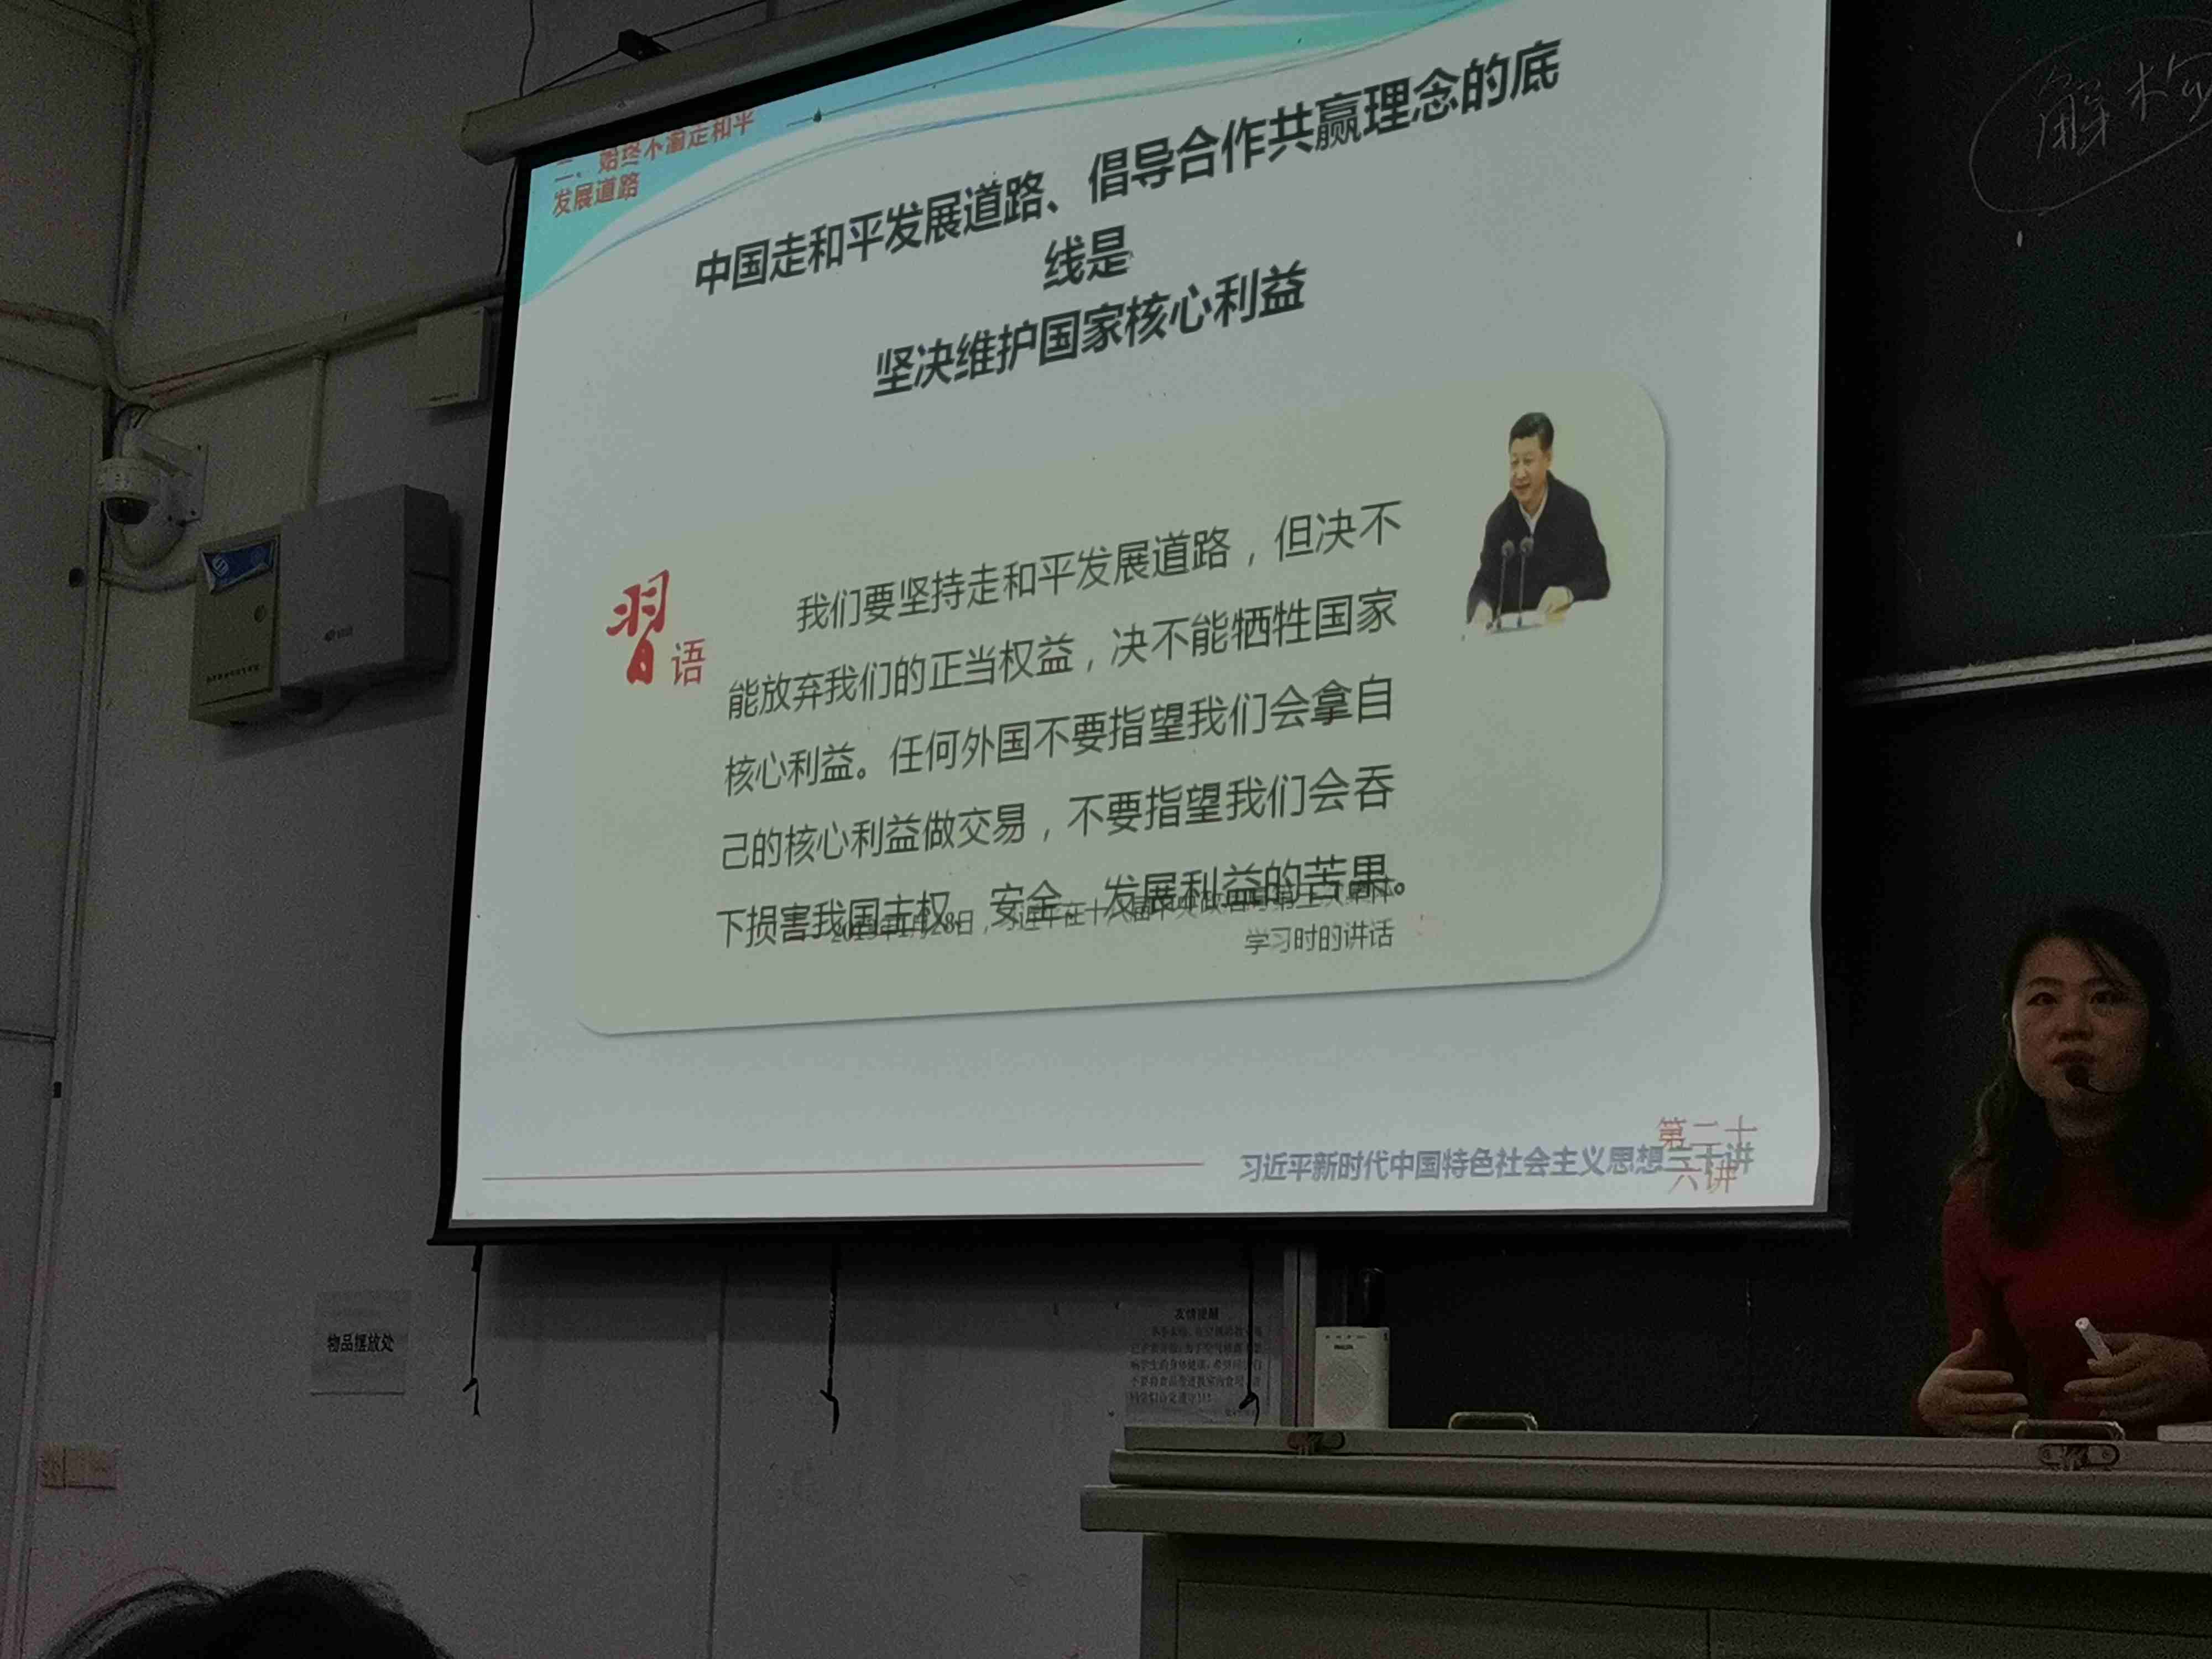 二、始终不渝走和平
发展道路
中国走和平发展道路、倡导合作共赢理念的底
线是
坚决维护国家核心利益
習
语
我们要坚持走和平发展道路，但决不
能放弃我们的正当权益，决不能牺牲国家
核心利益。任何外国不要指望我们会拿自
己的核心利益做交易，不要指望我们会吞
下损害我国主权、安全、发展利益的苦果。
2013年1月28日，习近平在十八届中央政治局第三次集体
学习时的讲话
习近平新时代中国特色社会主义思想三十讲
第二十
六讲
物品摆放处
友情提醒
PHILIPS